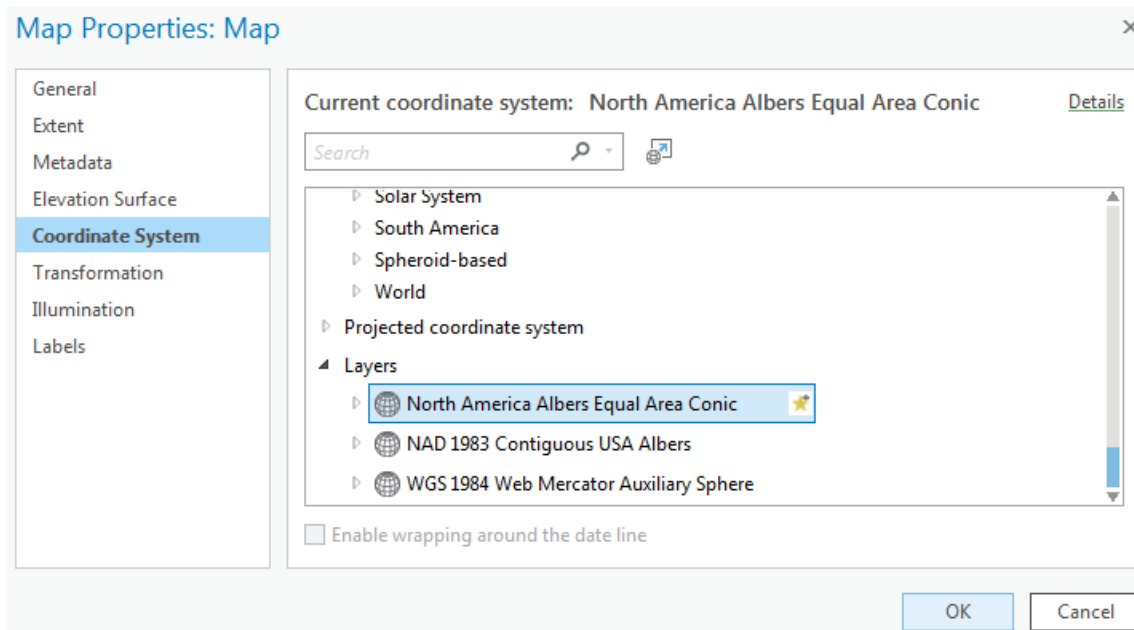 Map Properties: Map
General
Extent
Metadata
Elevation Surface
Coordinate System
Transformation
Illumination
Labels
Current coordinate system: North America Albers Equal Area Conic
Details
Search
Solar System
South America
Spheroid-based
World
Projected coordinate system
Layers
North America Albers Equal Area Conic
NAD 1983 Contiguous USA Albers
WGS 1984 Web Mercator Auxiliary Sphere
Enable wrapping around the date line
OK
Cancel